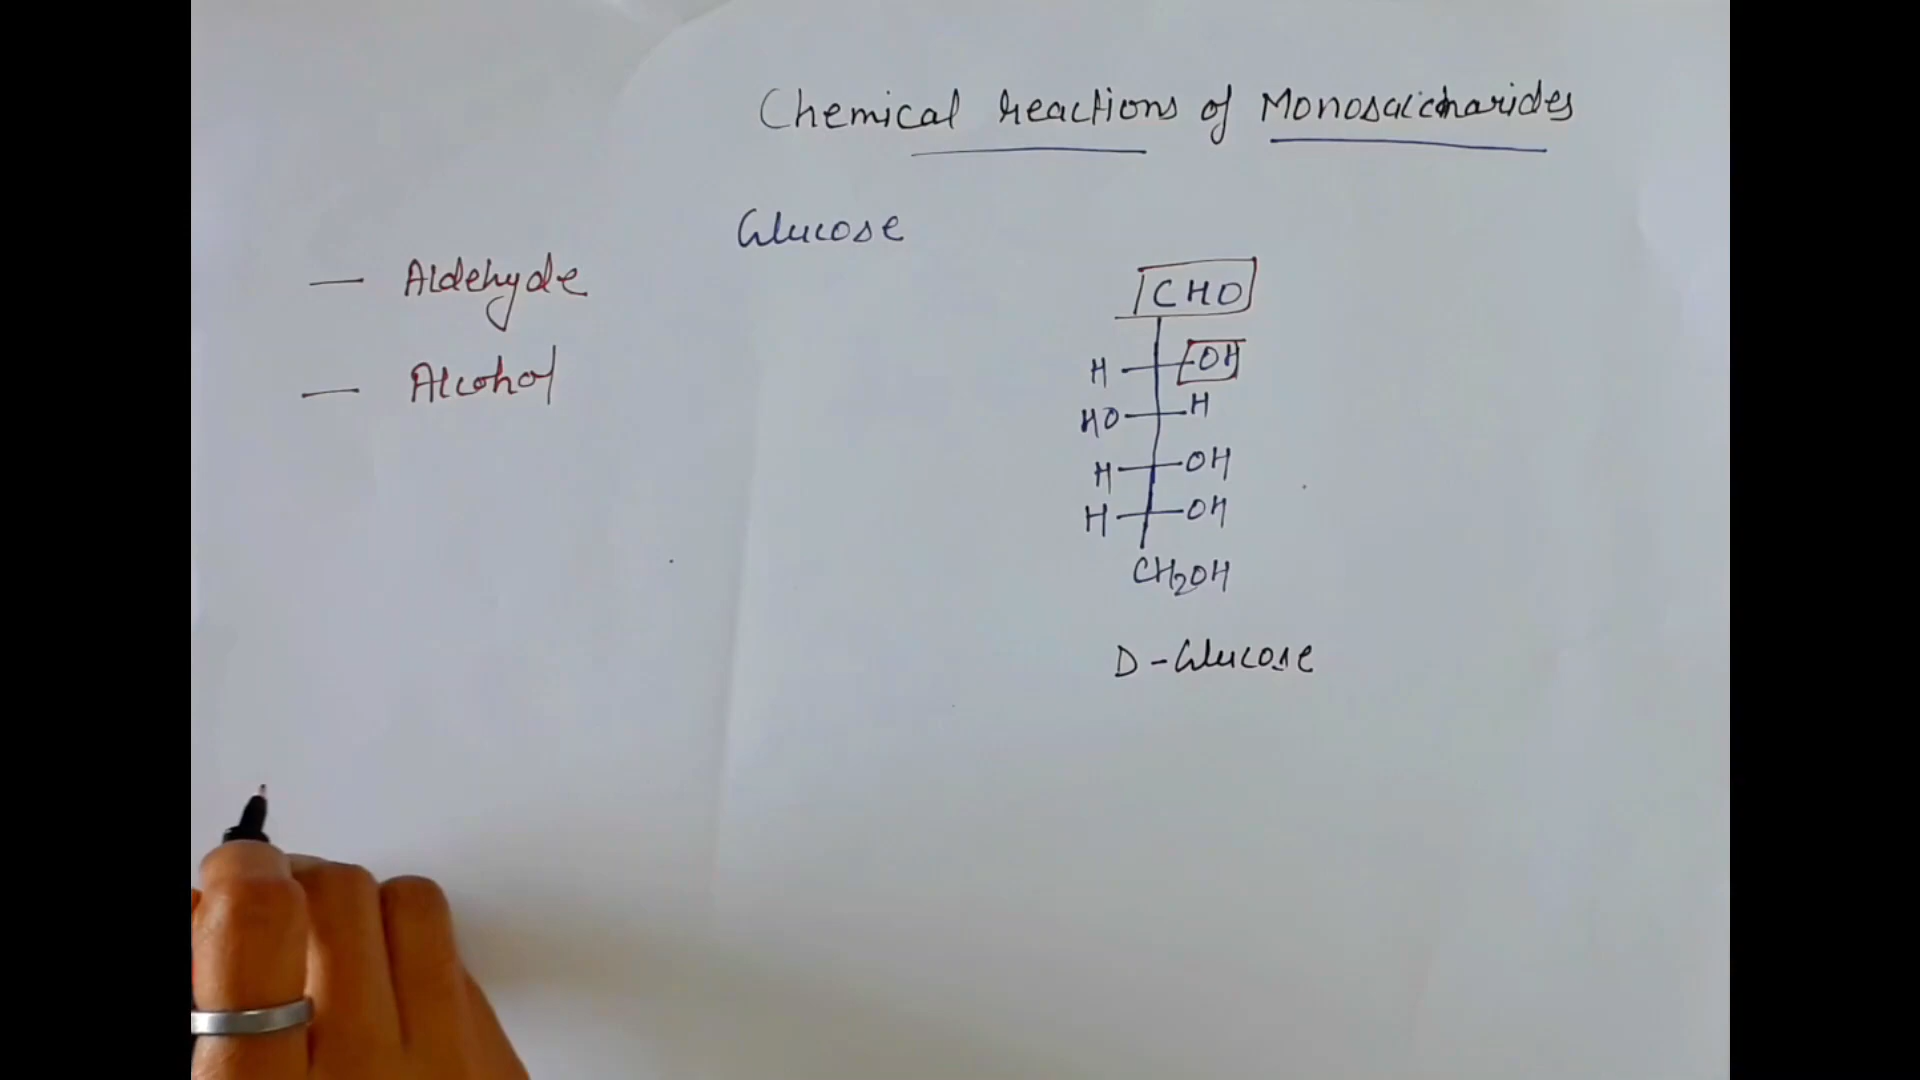 Chemical reactions of Monosaccharides
Glucose
— Aldehyde
— Alcohol
CHO
H OH
HO H
H OH
H OH
CH2OH
D-Glucose